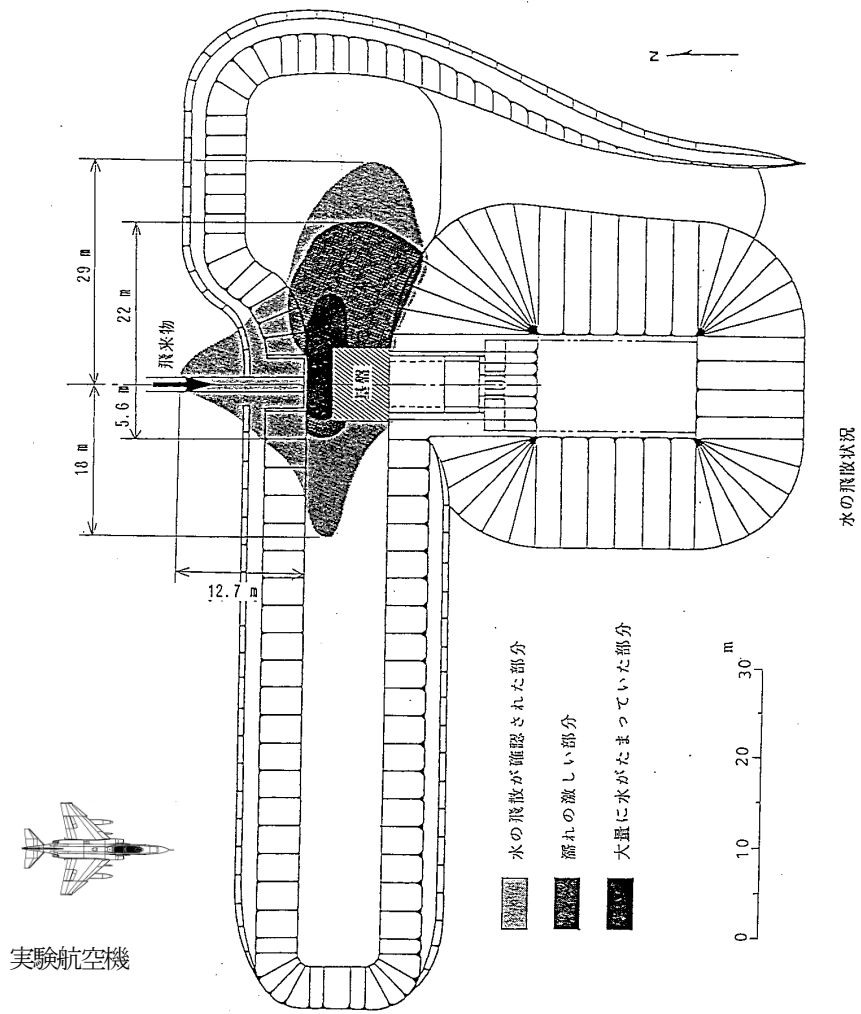 N
29 m
22 m
飛来物
5.6 m
18 m
12.7 m
基盤
水の飛散が確認された部分
濡れの激しい部分
大量に水がたまっていた部分
0 10 20 30 m
水の飛散状況
実験航空機